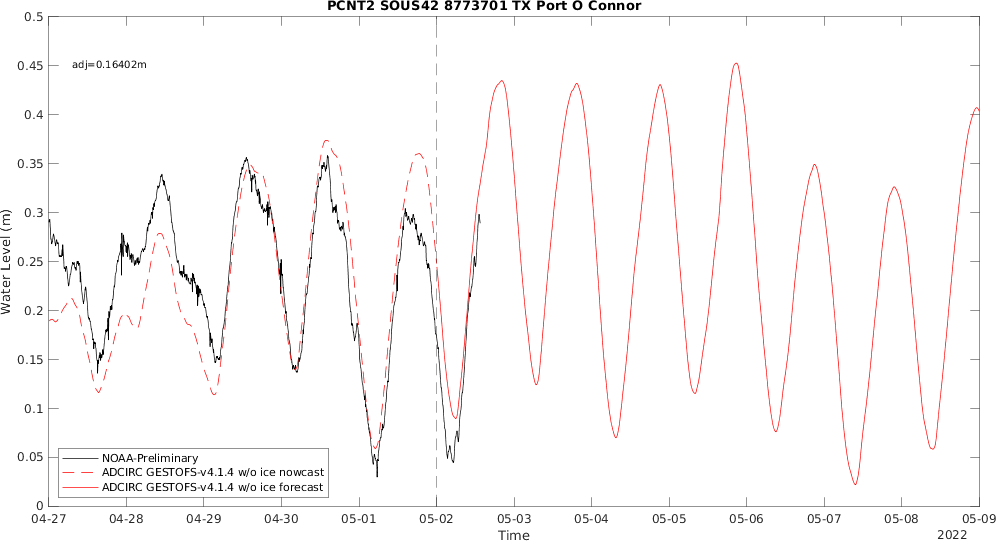 PCNT2 SOUS42 8773701 TX Port O Connor
0.5
0.45
0.4
0.35
0.3
0.25
0.2
0.15
0.1
0.05
0
Water Level (m)
adj=0.16402m
NOAA-Preliminary
ADCIRC GESTOFS-v4.1.4 w/o ice nowcast
ADCIRC GESTOFS-v4.1.4 w/o ice forecast
04-27 04-28 04-29 04-30 05-01 05-02 05-03 05-04 05-05 05-06 05-07 05-08 05-09
Time
2022